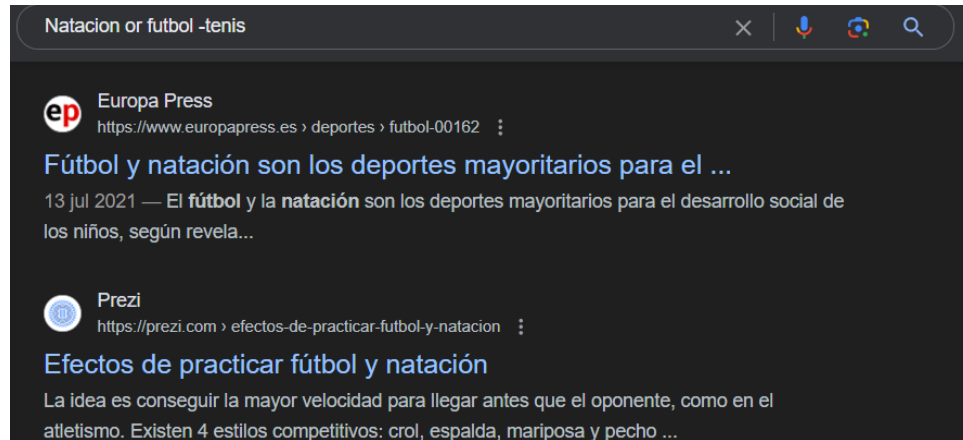 Natacion or futbol -tenis
ep
Europa Press
https://www.europapress.es › deportes › futbol-00162
Fútbol y natación son los deportes mayoritarios para el ...
13 jul 2021 — El fútbol y la natación son los deportes mayoritarios para el desarrollo social de
los niños, según revela...
Prezi
https://prezi.com › efectos-de-practicar-futbol-y-natacion
Efectos de practicar fútbol y natación
La idea es conseguir la mayor velocidad para llegar antes que el oponente, como en el
atletismo. Existen 4 estilos competitivos: crol, espalda, mariposa y pecho ...